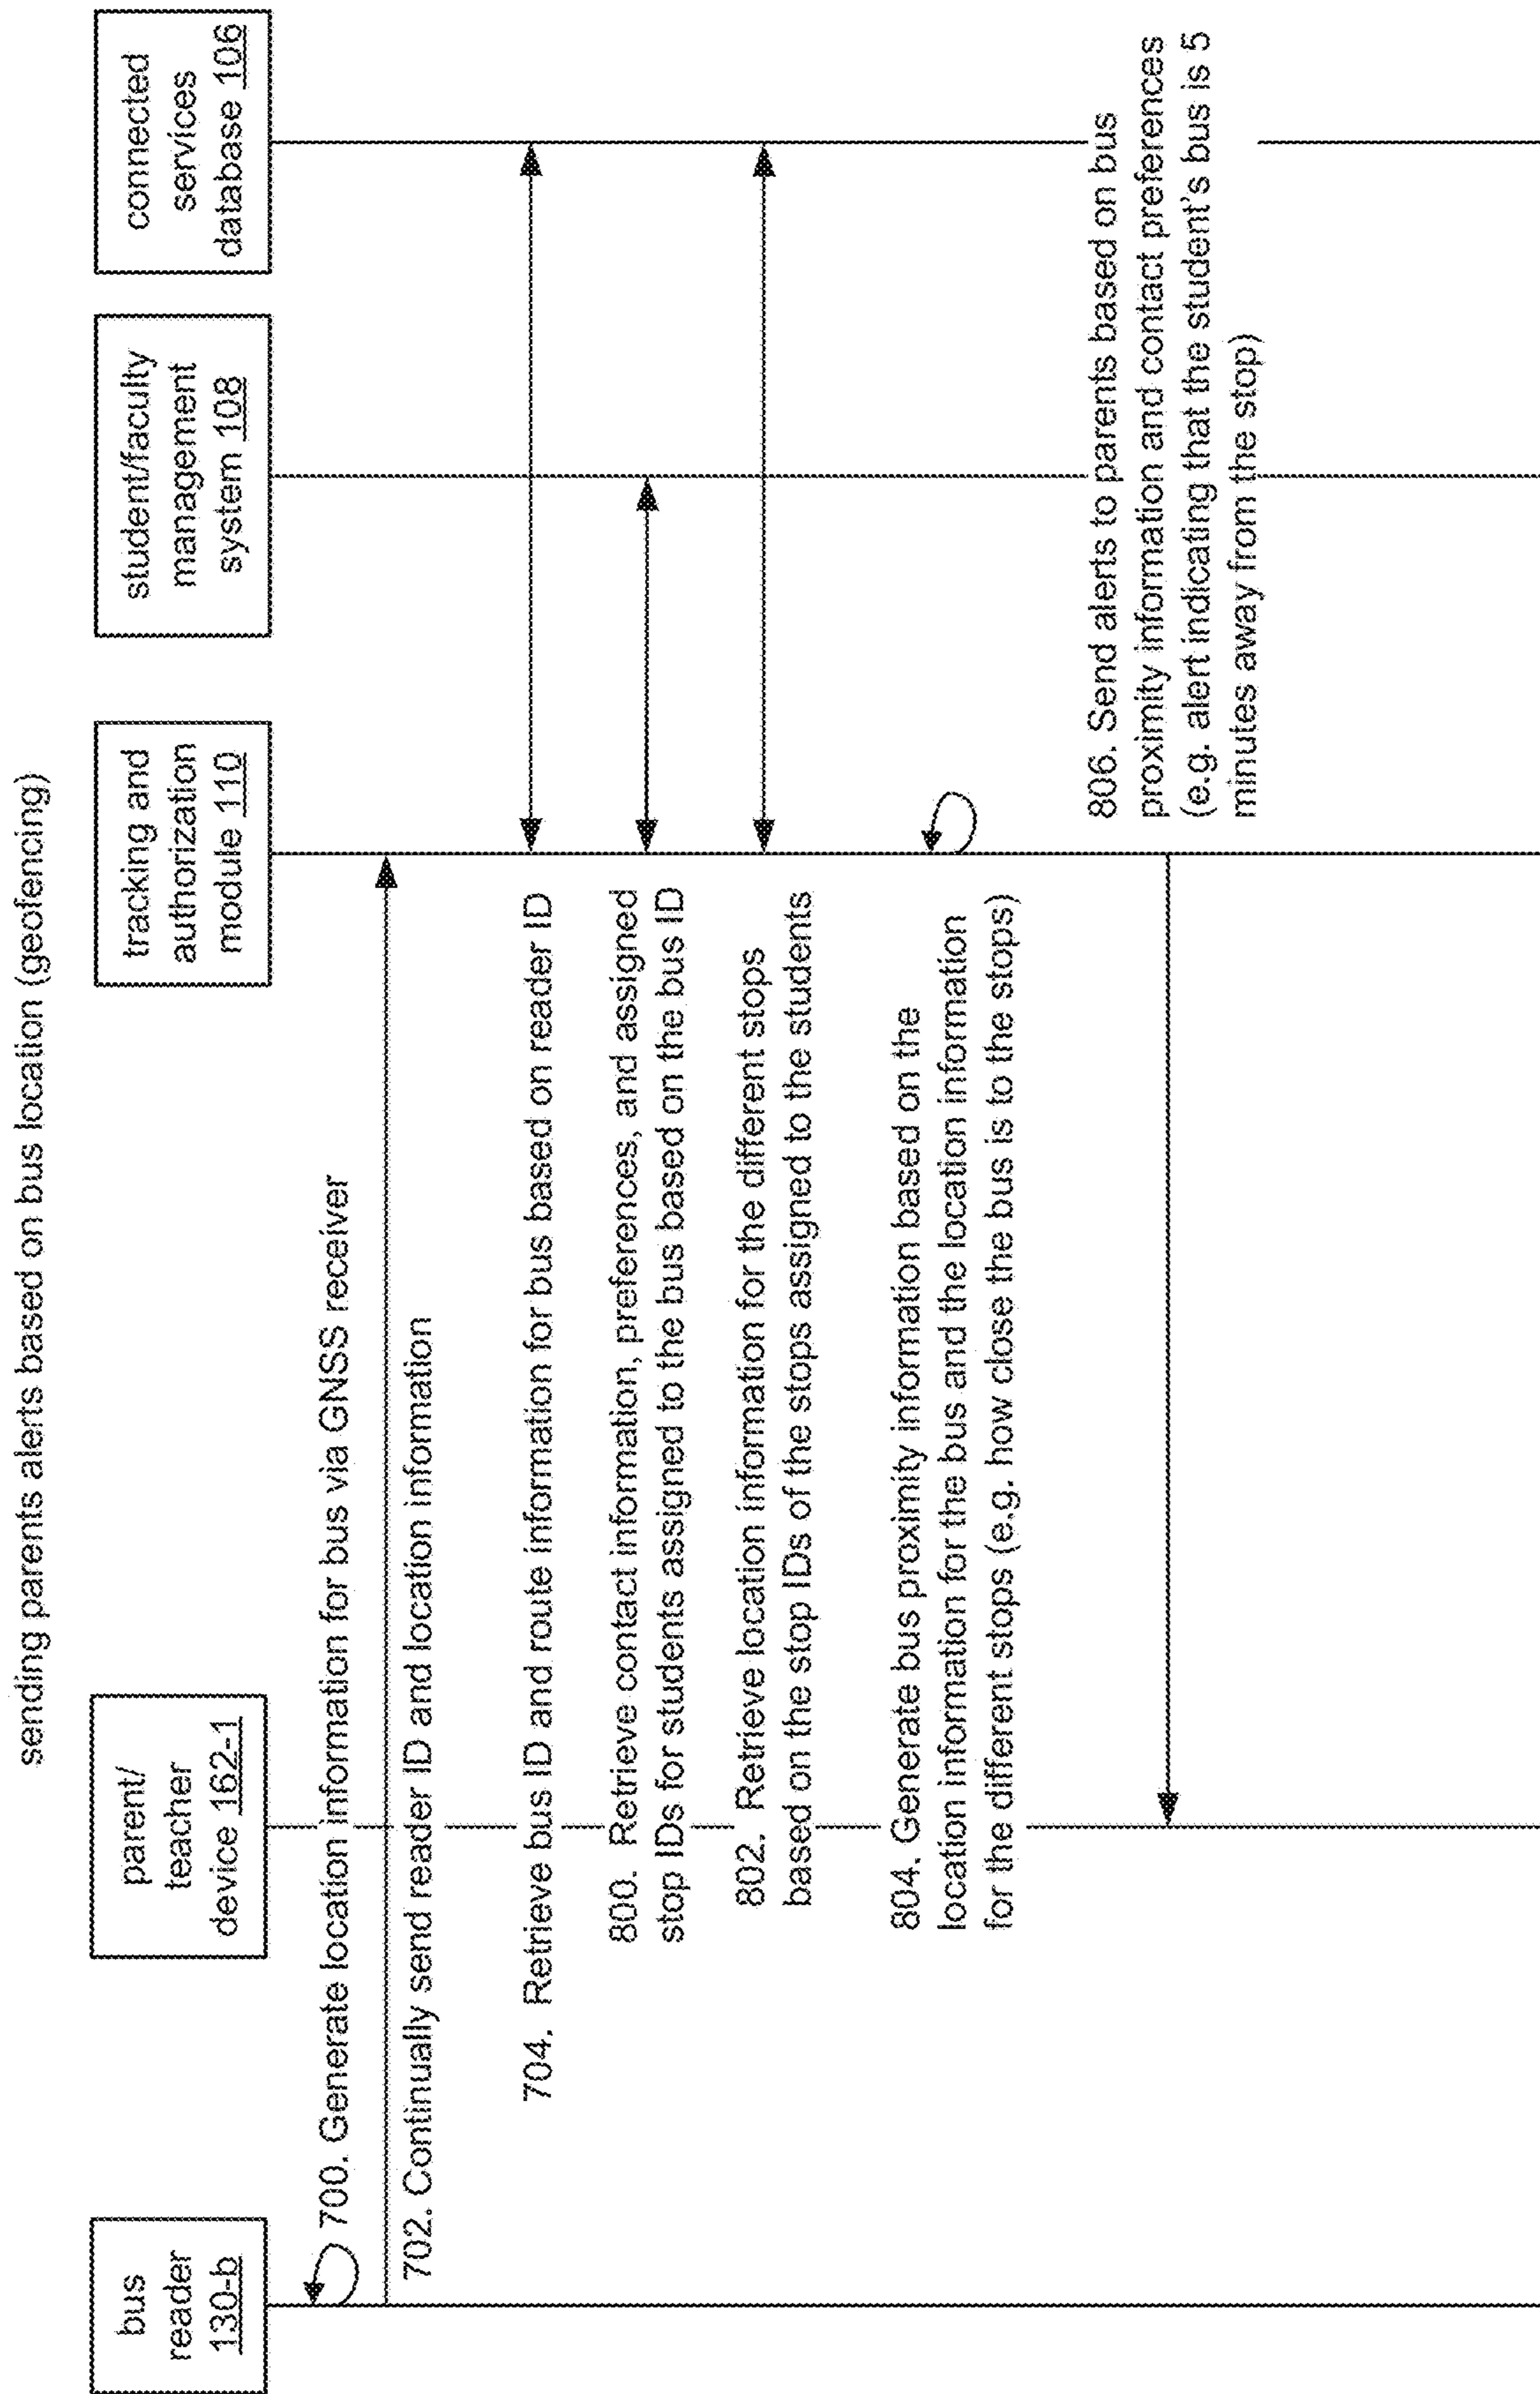 sending parents alerts based on bus location (geofencing)
bus
reader
130-b
parent/
teacher
device 162-1
tracking and
authorization
module 110
student/faculty
management
system 108
connected
services
database 106
700. Generate location information for bus via GNSS receiver
702. Continually send reader ID and location information
704. Retrieve bus ID and route information for bus based on reader ID
800. Retrieve contact information, preferences, and assigned
stop IDs for students assigned to the bus based on the bus ID
802. Retrieve location information for the different stops
based on the stop IDs of the stops assigned to the students
804. Generate bus proximity information based on the
location information for the bus and the location information
for the different stops (e.g. how close the bus is to the stops)
806. Send alerts to parents based on bus
proximity information and contact preferences
(e.g. alert indicating that the student's bus is 5
minutes away from the stop)